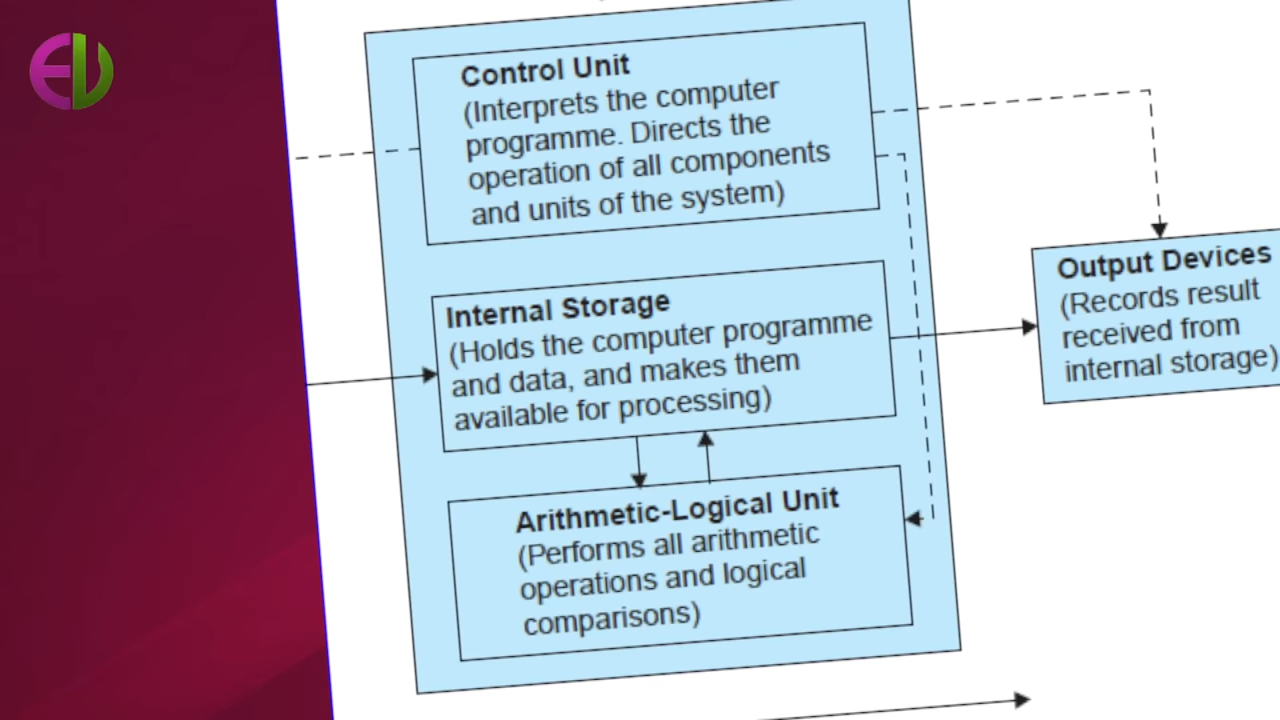 Control Unit
(Interprets the computer
programme. Directs the
operation of all components
and units of the system)
Internal Storage
(Holds the computer programme
and data, and makes them
available for processing)
Arithmetic-Logical Unit
(Performs all arithmetic
operations and logical
comparisons)
Output Devices
(Records result
received from
internal storage)